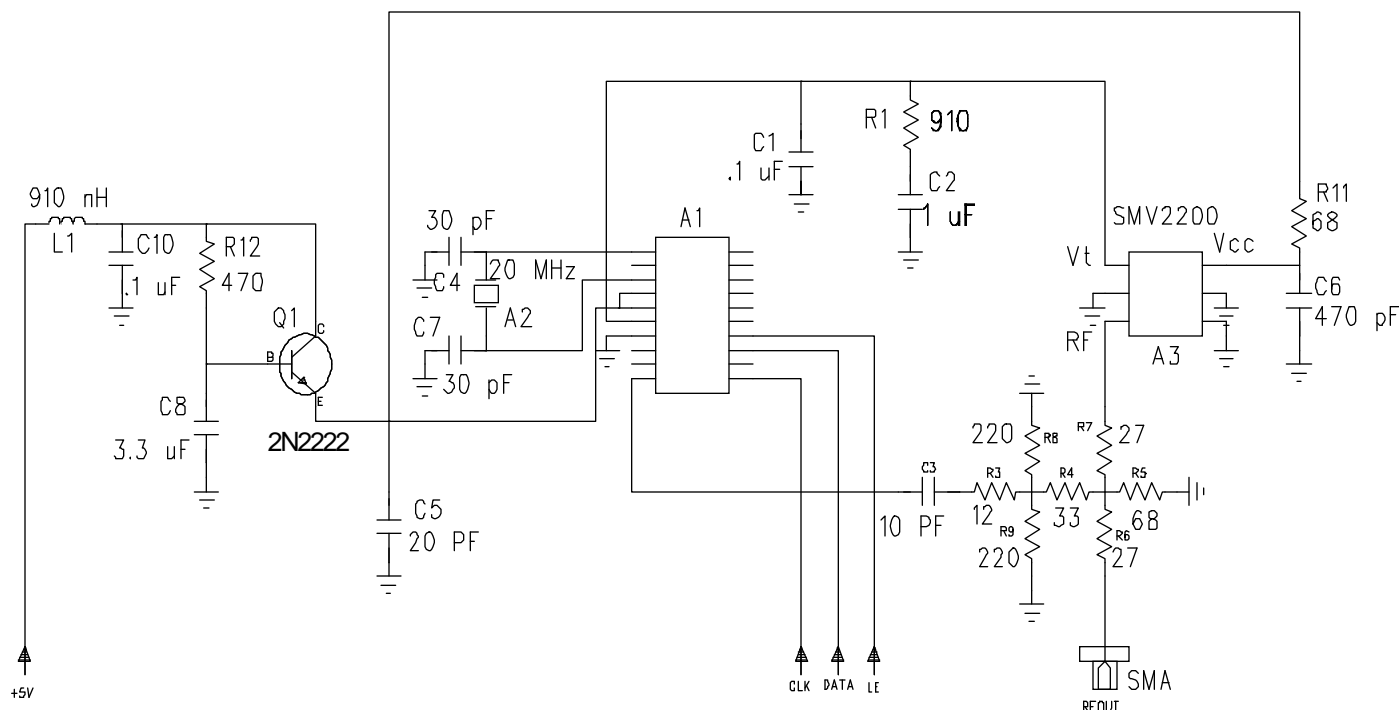 R1
910
C1
.1 uF
C2
1 uF
910 nH
L1
C10
.1 uF
R12
470
30 pF
C4
20 MHz
A2
C7
30 pF
A1
SMV2200
Vt
Vcc
R11
68
C6
470 pF
RF
A3
Q1
C
B
E
2N2222
C8
3.3 uF
C5
20 PF
220
R8
R7
27
C3
R3
R4
R5
10 PF
12
33
68
R9
220
R6
27
+5V
CLK
DATA
LE
SMA
RFOUT